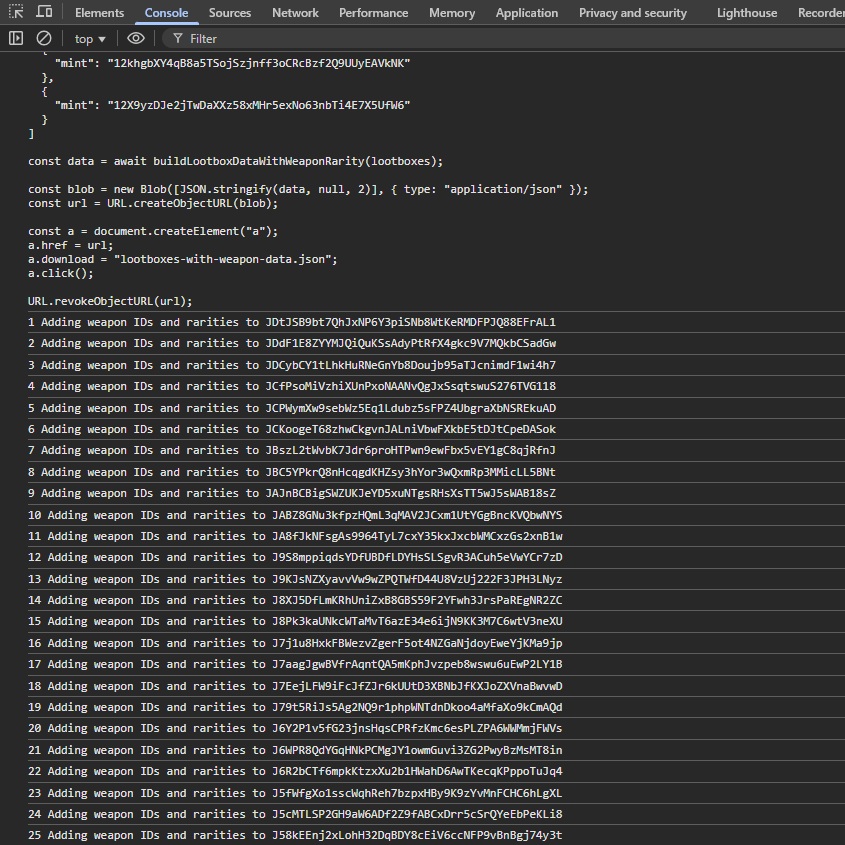 Elements Console Sources Network Performance Memory Application Privacy and security Lighthouse Recorder
top Filter
{
"mint": "12khgbXY4qB8a5TSojSzjnff3oCRcBzf2Q9UUyEAVkNK"
},
{
"mint": "12X9yzDJe2jTwDaXXz58xMHr5exNo63nbTi4E7X5UfW6"
}
]
const data = await buildLootboxDataWithWeaponRarity(lootboxes);
const blob = new Blob([JSON.stringify(data, null, 2)], { type: "application/json" });
const url = URL.createObjectURL(blob);
const a = document.createElement("a");
a.href = url;
a.download = "lootboxes-with-weapon-data.json";
a.click();
URL.revokeObjectURL(url);
1 Adding weapon IDs and rarities to JDtJSB9bt7QhJxNP6Y3piSNb8WtKeRMDFPJQ88EFrAL1
2 Adding weapon IDs and rarities to JDdF1E8ZYYMJQiQuKSsAdyPtRfX4gkc9V7MQkbCSadGw
3 Adding weapon IDs and rarities to JDCybCY1tLhkHuRNeGnYb8Doujb95aTJcnimdF1wi4h7
4 Adding weapon IDs and rarities to JCfPsoMiVzhiXUnPxoNAANvQgJxSsqtswuS276TVG118
5 Adding weapon IDs and rarities to JCPWymXw9sebWz5Eq1Ldubz5sFPZ4UbgraXbNSREkuAD
6 Adding weapon IDs and rarities to JCKoogeT68zhwCkgvnJALniVbwFXkbE5tDJtCpeDASok
7 Adding weapon IDs and rarities to JBszL2tWvbK7Jdr6proHTPwn9ewFbx5vEY1gC8qjRfnJ
8 Adding weapon IDs and rarities to JBC5YPkrQ8nHcqgdKHZsy3hYor3wQxmRp3MMicLL5BNt
9 Adding weapon IDs and rarities to JAJnBCBigSWZUKJeYD5xuNTgsRHsXsTT5wJ5sWAB18sZ
10 Adding weapon IDs and rarities to JABZ8GNu3kfpzHQmL3qMAV2JCxm1UtYGgBncKVQbwNYS
11 Adding weapon IDs and rarities to JA8fJkNFsgAs9964TyL7cxY35kxJxcbWMCxzGs2xnB1w
12 Adding weapon IDs and rarities to J9S8mppiqdsYDfUBDfLDYHsSLSgvR3ACuh5eVwYCr7zD
13 Adding weapon IDs and rarities to J9KJsNZXyavvVw9wZPQTWfD44U8VzUj222F3JPH3LNyz
14 Adding weapon IDs and rarities to J8XJ5DfLmKRhUniZxB8GBS59F2YFwh3JrsPaREgNR2ZC
15 Adding weapon IDs and rarities to J8Pk3kaUNkcWTaMvT6azE34e6ijN9KK3M7C6wtV3neXU
16 Adding weapon IDs and rarities to J7j1u8HxkFBWezvZgerF5ot4NZGaNjdoyEweYjKMa9jp
17 Adding weapon IDs and rarities to J7aagJgwBVfrAqntQA5mKphJvzpeb8wswu6uEwP2LY1B
18 Adding weapon IDs and rarities to J7EejLFW9iFcJfZJr6kUUtD3XBNbJfKXJoZXVnaBwvwD
19 Adding weapon IDs and rarities to J79t5RiJs5Ag2NQ9r1phpWNTdnDkoo4aMfaXo9kCmAQd
20 Adding weapon IDs and rarities to J6Y2P1v5fG23jnsHqsCPRfzKmc6esPLZPA6WWMmjFWVs
21 Adding weapon IDs and rarities to J6WPR8QdYGqHNkPCMgJY1owmGuvi3ZG2PwyBzMsMT8in
22 Adding weapon IDs and rarities to J6R2bCTf6mpkKtzxXu2b1HWahD6AwTKecqKPppoTuJq4
23 Adding weapon IDs and rarities to J5fWfgXo1sscWqhReh7bzpxHBy9K9zYvMnFCHC6hLgXL
24 Adding weapon IDs and rarities to J5cMTLSP2GH9aW6ADf2Z9fABCxDrr5cSrQYeEbPeKLi8
25 Adding weapon IDs and rarities to J58kEEnj2xLohH32DqBDY8cEiV6ccNFP9vBnBgj74y3t